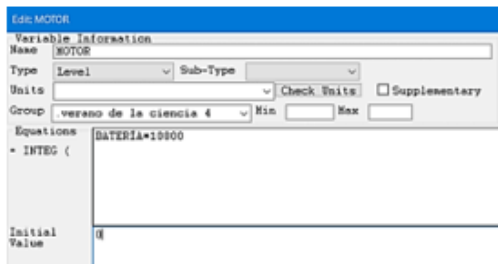 Edit: MOTOR
Variable Information
Name MOTOR
Type Level Sub-Type
Units Check Units Supplementary
Group .verano de la ciencia 4 Min Max
Equations DATERÍA*10800
= INTEG (
Initial Value 0